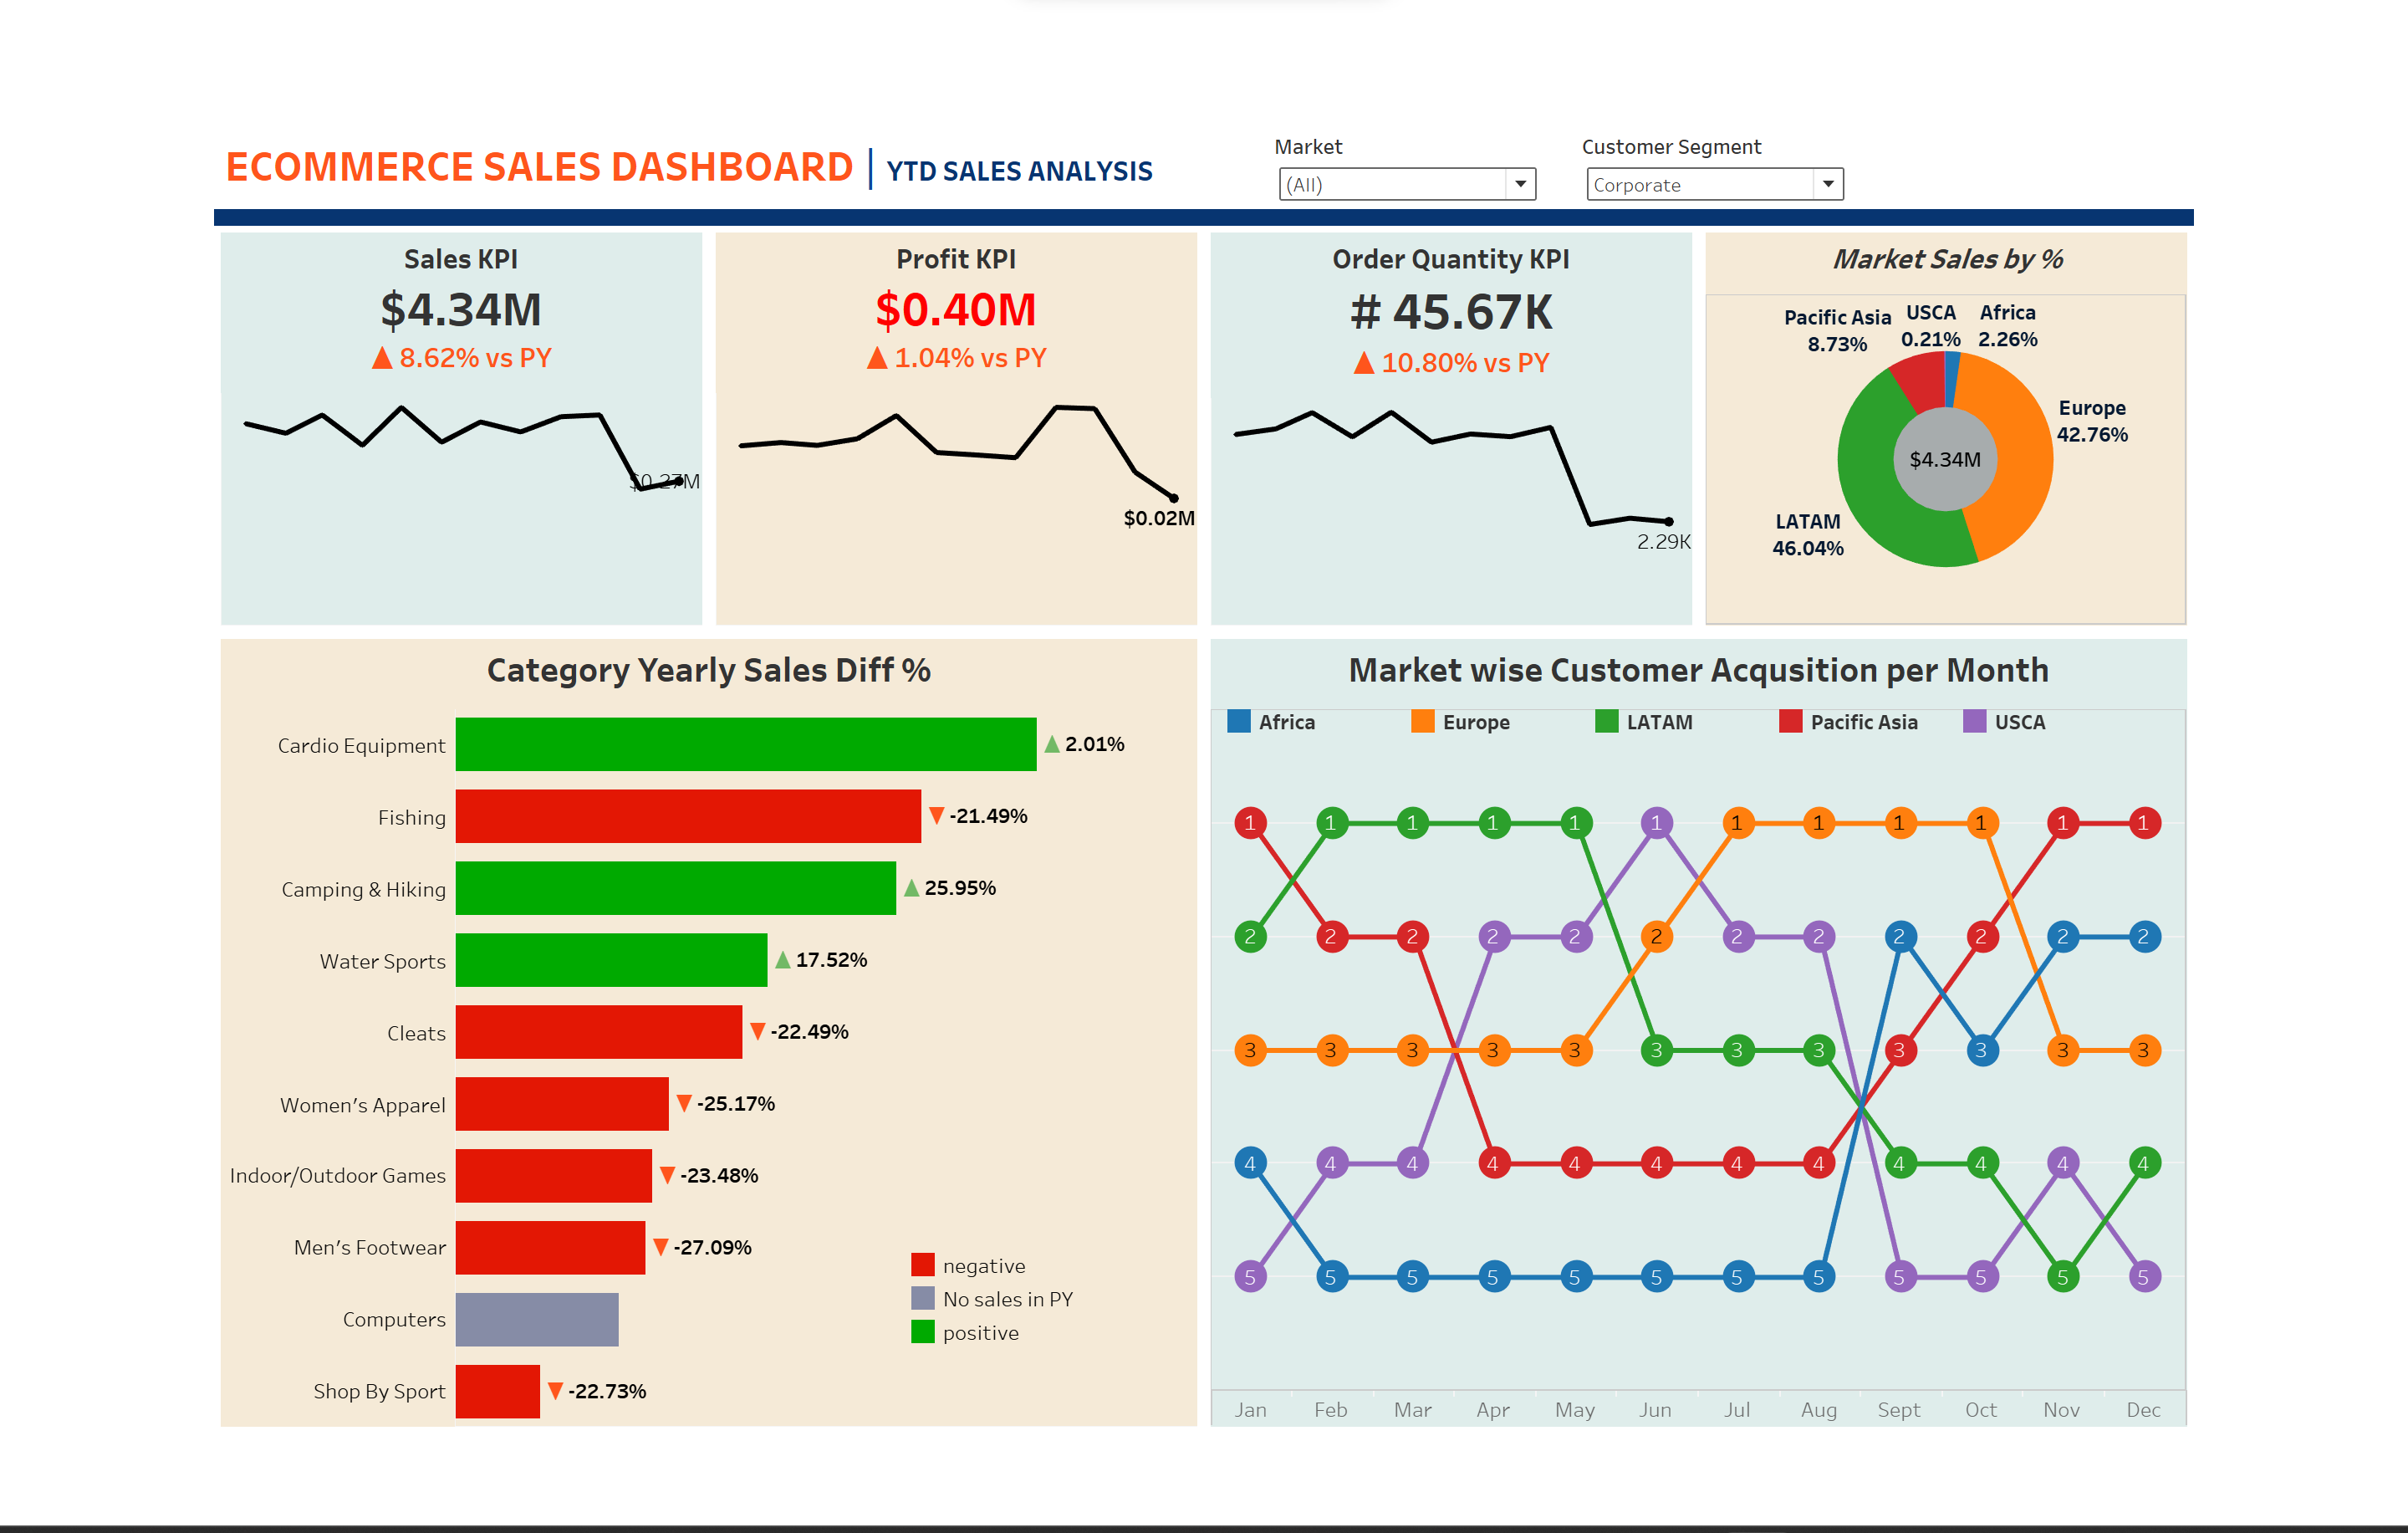 ECOMMERCE SALES DASHBOARD | YTD SALES ANALYSIS
Market
(All)
Customer Segment
Corporate
Sales KPI
$4.34M
▲ 8.62% vs PY
$0.27M
Profit KPI
$0.40M
▲ 1.04% vs PY
$0.02M
Order Quantity KPI
# 45.67K
▲ 10.80% vs PY
2.29K
Market Sales by %
Pacific Asia
8.73%
USCA
0.21%
Africa
2.26%
Europe
42.76%
$4.34M
LATAM
46.04%
Category Yearly Sales Diff %
Cardio Equipment ▲ 2.01%
Fishing ▼ -21.49%
Camping & Hiking ▲ 25.95%
Water Sports ▲ 17.52%
Cleats ▼ -22.49%
Women's Apparel ▼ -25.17%
Indoor/Outdoor Games ▼ -23.48%
Men's Footwear ▼ -27.09%
Computers
Shop By Sport ▼ -22.73%
negative
No sales in PY
positive
Market wise Customer Acqusition per Month
Africa Europe LATAM Pacific Asia USCA
1 1 1 1 1 1 1 1 1 1 1 1
2 2 2 2 2 2 2 2 2 2 2 2
3 3 3 3 3 3 3 3 3 3 3 3
4 4 4 4 4 4 4 4 4 4 4 4
5 5 5 5 5 5 5 5 5 5 5 5
Jan Feb Mar Apr May Jun Jul Aug Sept Oct Nov Dec